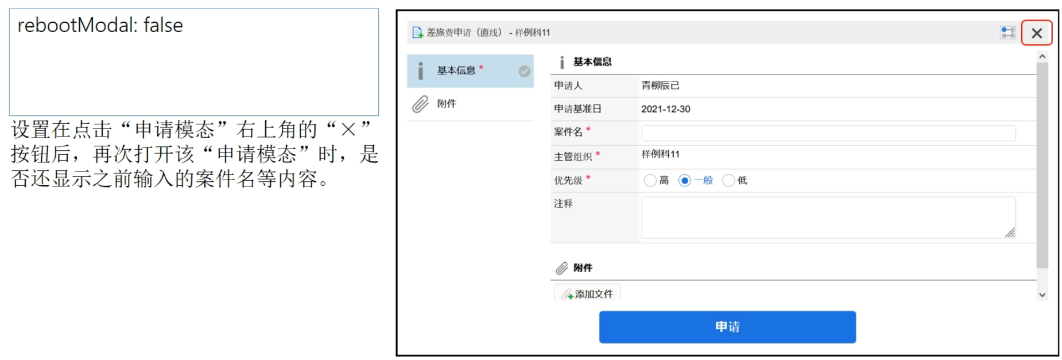 rebootModal: false
设置在点击“申请模态”右上角的“×”
按钮后，再次打开该“申请模态”时，是
否还显示之前输入的案件名等内容。
差旅费申请（直线） - 样例科11
基本信息 *
附件
基本信息
申请人 青柳辰己
申请基准日 2021-12-30
案件名 *
主管组织 * 样例科11
优先级 * 高 一般 低
注释
附件
添加文件
申请